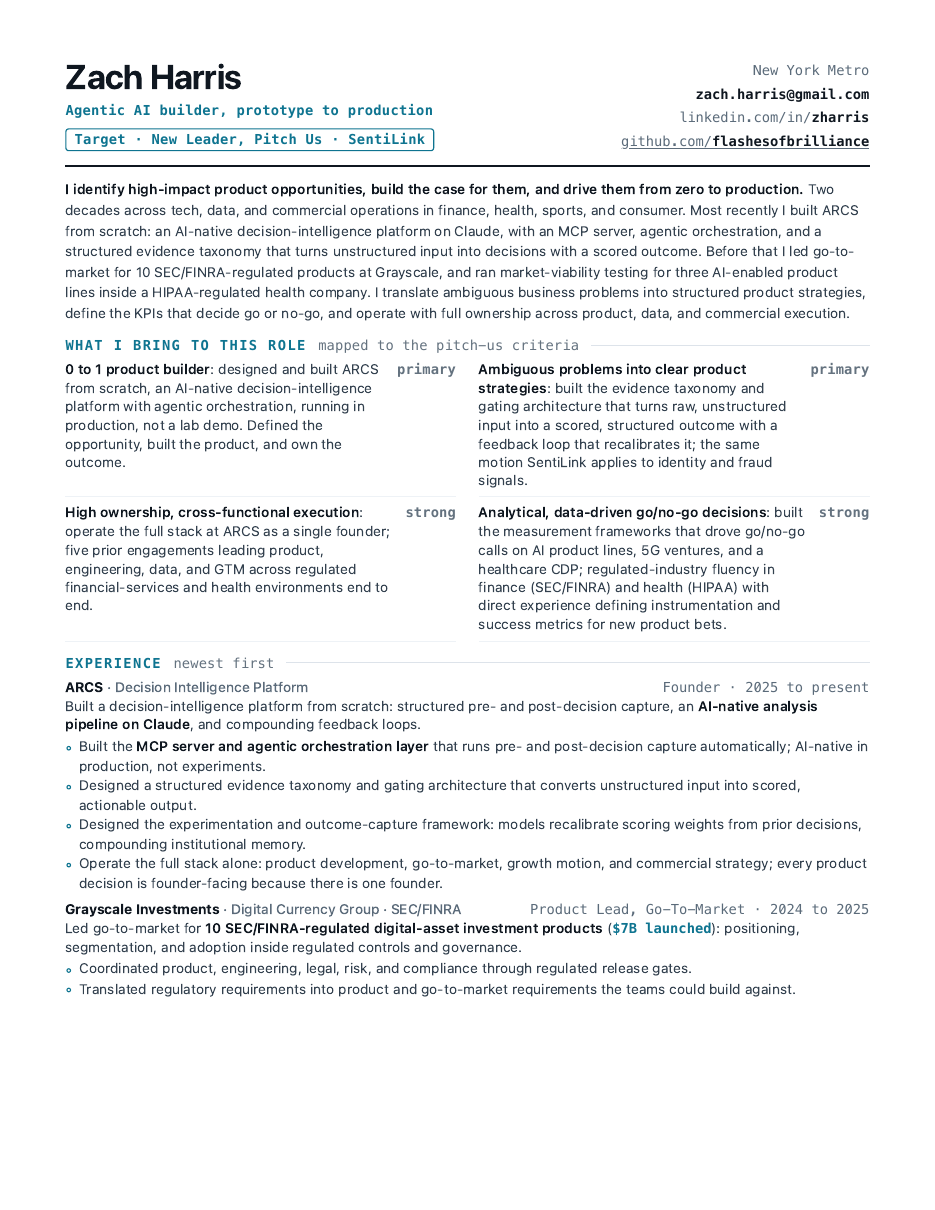 Zach Harris
Agentic AI builder, prototype to production
Target · New Leader, Pitch Us · SentiLink
New York Metro
zach.harris@gmail.com
linkedin.com/in/zharris
github.com/flashesofbrilliance
I identify high-impact product opportunities, build the case for them, and drive them from zero to production. Two
decades across tech, data, and commercial operations in finance, health, sports, and consumer. Most recently I built ARCS
from scratch: an AI-native decision-intelligence platform on Claude, with an MCP server, agentic orchestration, and a
structured evidence taxonomy that turns unstructured input into decisions with a scored outcome. Before that I led go-to-
market for 10 SEC/FINRA-regulated products at Grayscale, and ran market-viability testing for three AI-enabled product
lines inside a HIPAA-regulated health company. I translate ambiguous business problems into structured product strategies,
define the KPIs that decide go or no-go, and operate with full ownership across product, data, and commercial execution.
WHAT I BRING TO THIS ROLE mapped to the pitch-us criteria
0 to 1 product builder: designed and built ARCS primary
from scratch, an AI-native decision-intelligence
platform with agentic orchestration, running in
production, not a lab demo. Defined the
opportunity, built the product, and own the
outcome.
Ambiguous problems into clear product primary
strategies: built the evidence taxonomy and
gating architecture that turns raw, unstructured
input into a scored, structured outcome with a
feedback loop that recalibrates it; the same
motion SentiLink applies to identity and fraud
signals.
High ownership, cross-functional execution: strong
operate the full stack at ARCS as a single founder;
five prior engagements leading product,
engineering, data, and GTM across regulated
financial-services and health environments end to
end.
Analytical, data-driven go/no-go decisions: built strong
the measurement frameworks that drove go/no-go
calls on AI product lines, 5G ventures, and a
healthcare CDP; regulated-industry fluency in
finance (SEC/FINRA) and health (HIPAA) with
direct experience defining instrumentation and
success metrics for new product bets.
EXPERIENCE newest first
ARCS · Decision Intelligence Platform Founder · 2025 to present
Built a decision-intelligence platform from scratch: structured pre- and post-decision capture, an AI-native analysis
pipeline on Claude, and compounding feedback loops.
Built the MCP server and agentic orchestration layer that runs pre- and post-decision capture automatically; AI-native in
production, not experiments.
Designed a structured evidence taxonomy and gating architecture that converts unstructured input into scored,
actionable output.
Designed the experimentation and outcome-capture framework: models recalibrate scoring weights from prior decisions,
compounding institutional memory.
Operate the full stack alone: product development, go-to-market, growth motion, and commercial strategy; every product
decision is founder-facing because there is one founder.
Grayscale Investments · Digital Currency Group · SEC/FINRA Product Lead, Go-To-Market · 2024 to 2025
Led go-to-market for 10 SEC/FINRA-regulated digital-asset investment products ($7B launched): positioning,
segmentation, and adoption inside regulated controls and governance.
Coordinated product, engineering, legal, risk, and compliance through regulated release gates.
Translated regulatory requirements into product and go-to-market requirements the teams could build against.